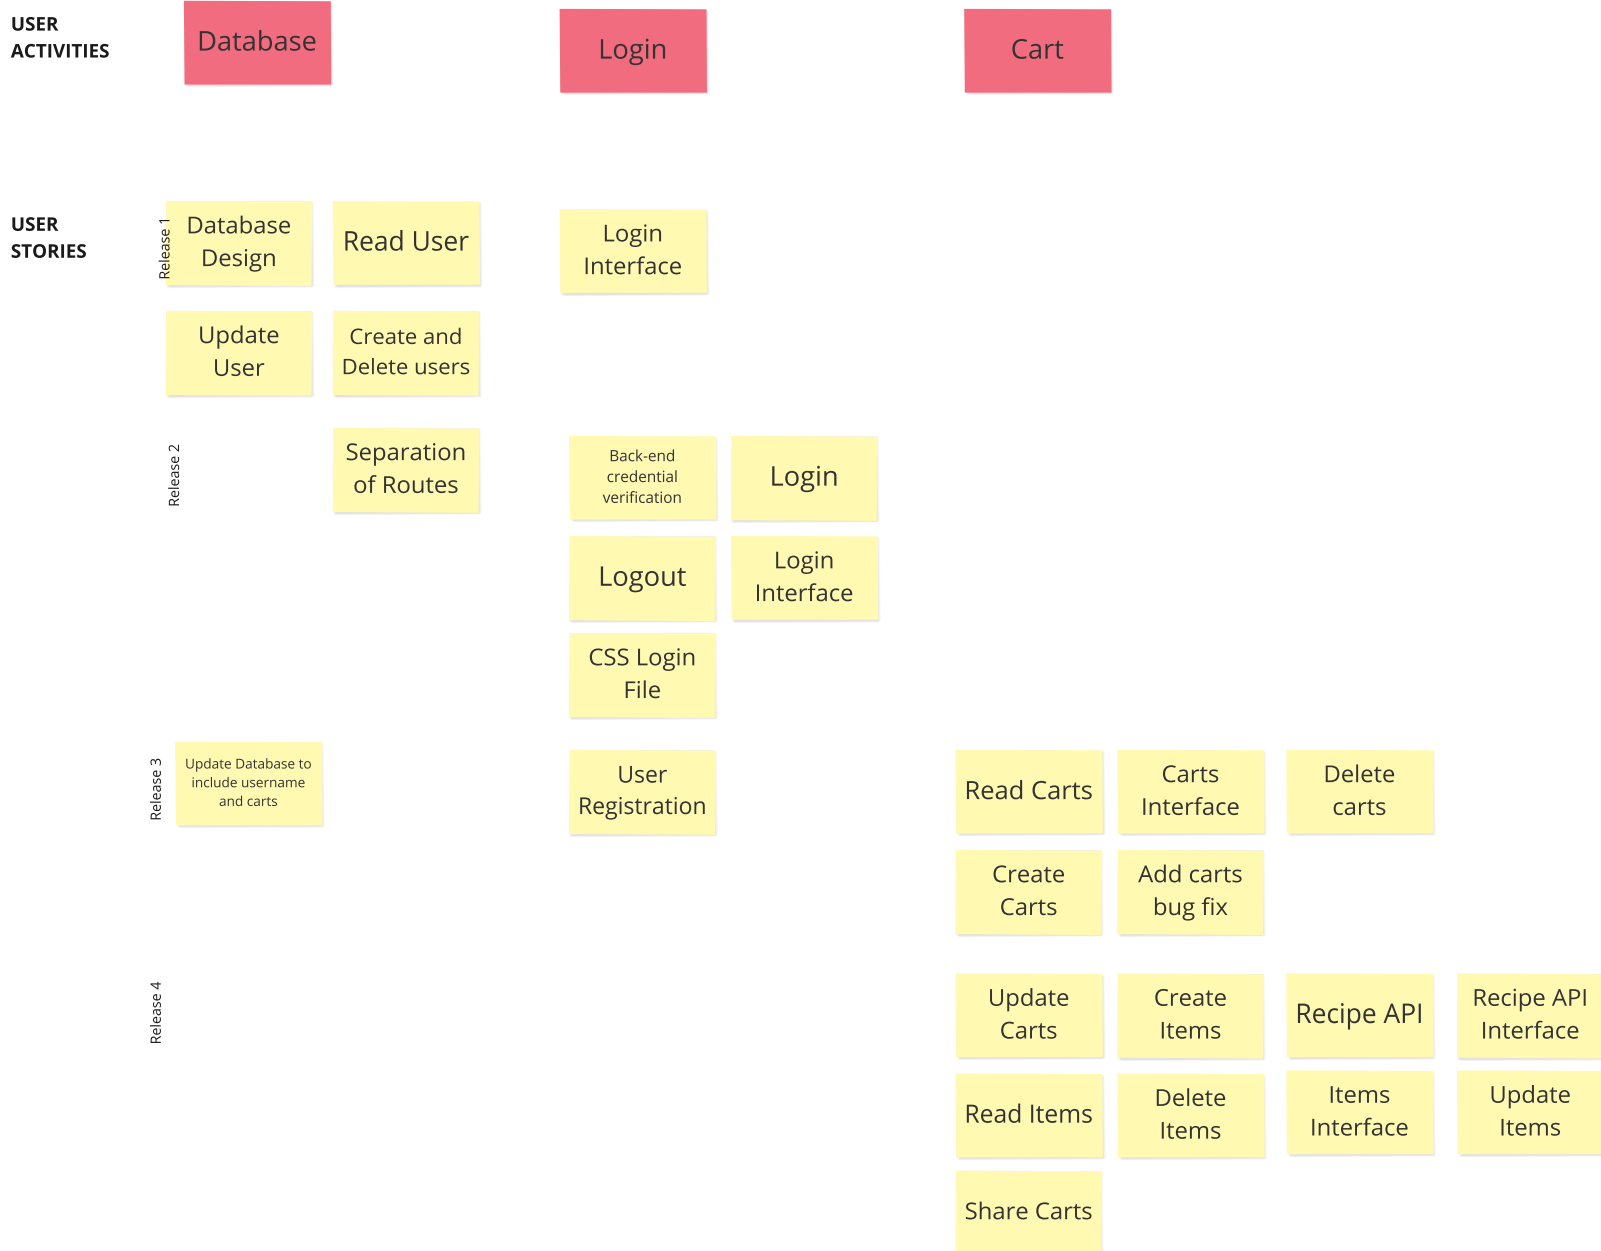 USER
ACTIVITIES
Database
Login
Cart
USER
STORIES
Release 1
Database
Design
Read User
Login
Interface
Update
User
Create and
Delete users
Release 2
Separation
of Routes
Back-end
credential
verification
Login
Logout
Login
Interface
CSS Login
File
Release 3
Update Database to
include username
and carts
User
Registration
Read Carts
Carts
Interface
Delete
carts
Create
Carts
Add carts
bug fix
Release 4
Update
Carts
Create
Items
Recipe API
Recipe API
Interface
Read Items
Delete
Items
Items
Interface
Update
Items
Share Carts